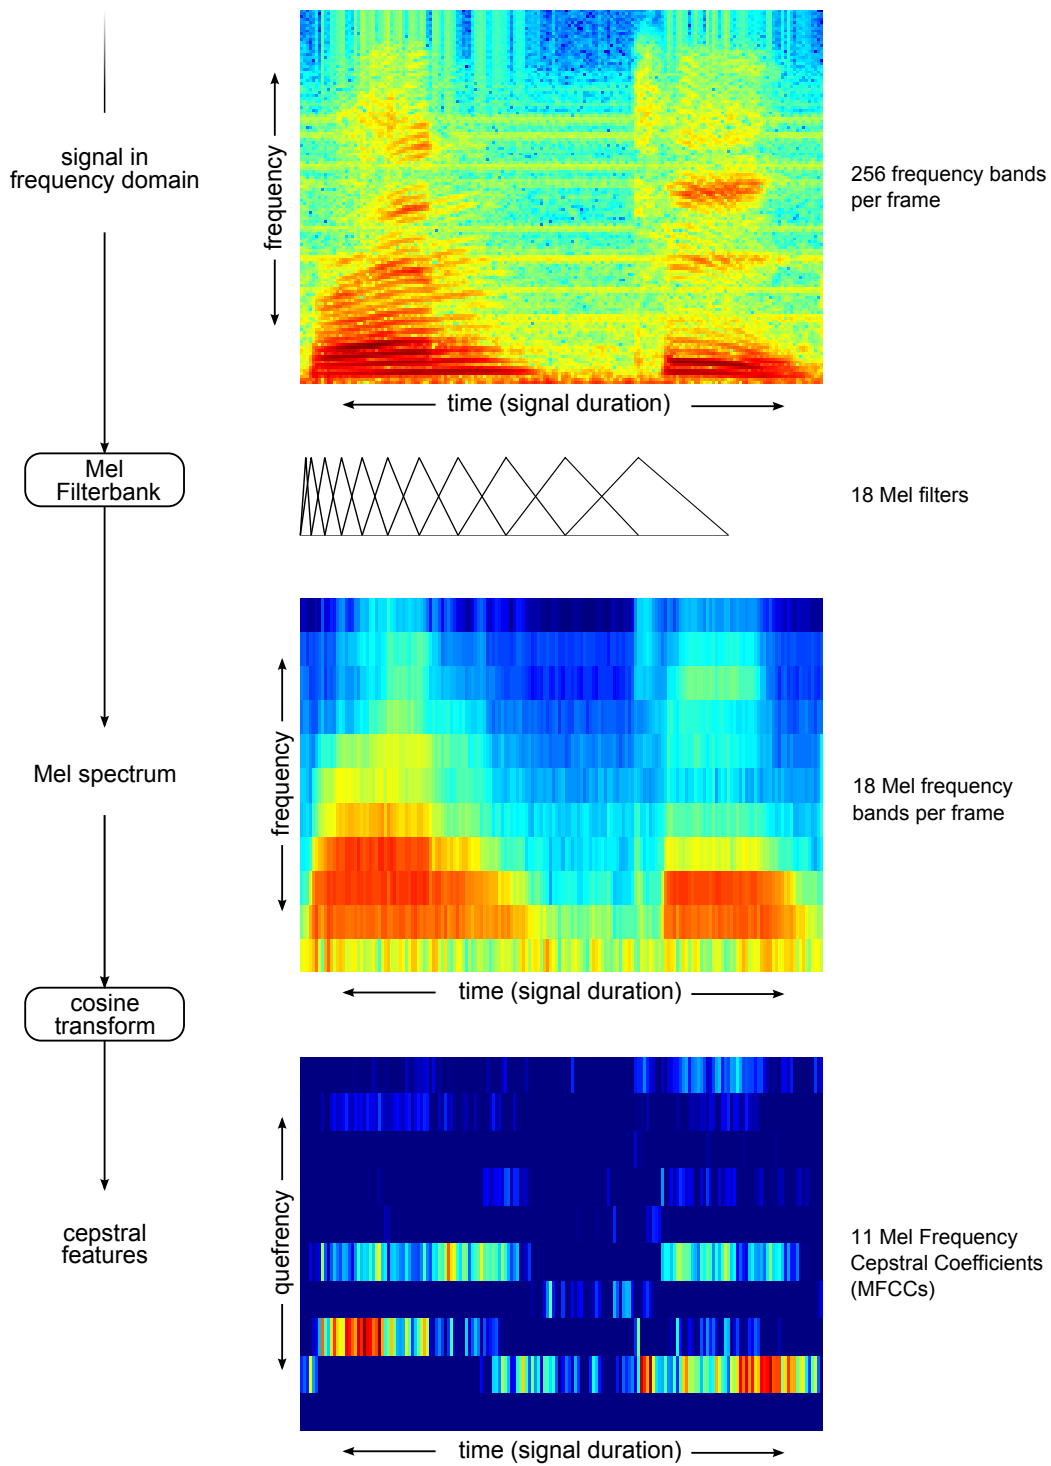 signal in
frequency domain
frequency
256 frequency bands
per frame
time (signal duration)
Mel
Filterbank
18 Mel filters
Mel spectrum
frequency
18 Mel frequency
bands per frame
time (signal duration)
cosine
transform
cepstral
features
quefrency
11 Mel Frequency
Cepstral Coefficients
(MFCCs)
time (signal duration)